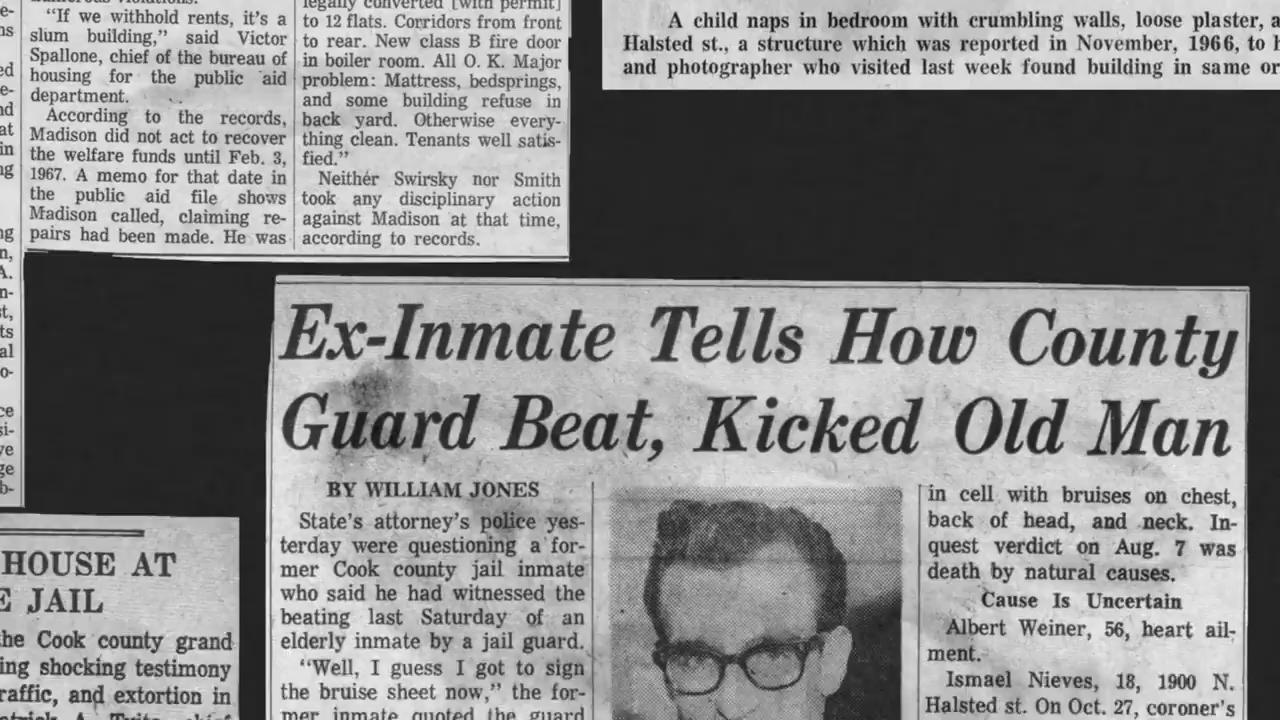 "If we withhold rents, it's a
slum building," said Victor
Spallone, chief of the bureau of
housing for the public aid
department.
According to the records,
Madison did not act to recover
the welfare funds until Feb. 3,
1967. A memo for that date in
the public aid file shows
Madison called, claiming re-
pairs had been made. He was
legally converted [with permit]
to 12 flats. Corridors from front
to rear. New class B fire door
in boiler room. All O. K. Major
problem: Mattress, bedsprings,
and some building refuse in
back yard. Otherwise every-
thing clean. Tenants well satis-
fied."
Neither Swirsky nor Smith
took any disciplinary action
against Madison at that time,
according to records.
A child naps in bedroom with crumbling walls, loose plaster,
Halsted st., a structure which was reported in November, 1966, to
and photographer who visited last week found building in same
Ex-Inmate Tells How County
Guard Beat, Kicked Old Man
BY WILLIAM JONES
State's attorney's police yes-
terday were questioning a for-
mer Cook county jail inmate
who said he had witnessed the
beating last Saturday of an
elderly inmate by a jail guard.
"Well, I guess I got to sign
the bruise sheet now," the for-
mer inmate quoted the guard
in cell with bruises on chest,
back of head, and neck. In-
quest verdict on Aug. 7 was
death by natural causes.
Cause Is Uncertain
Albert Weiner, 56, heart ail-
ment.
Ismael Nieves, 18, 1900 N.
Halsted st. On Oct. 27, coroner's
HOUSE AT
JAIL
the Cook county grand
ing shocking testimony
raffic, and extortion in